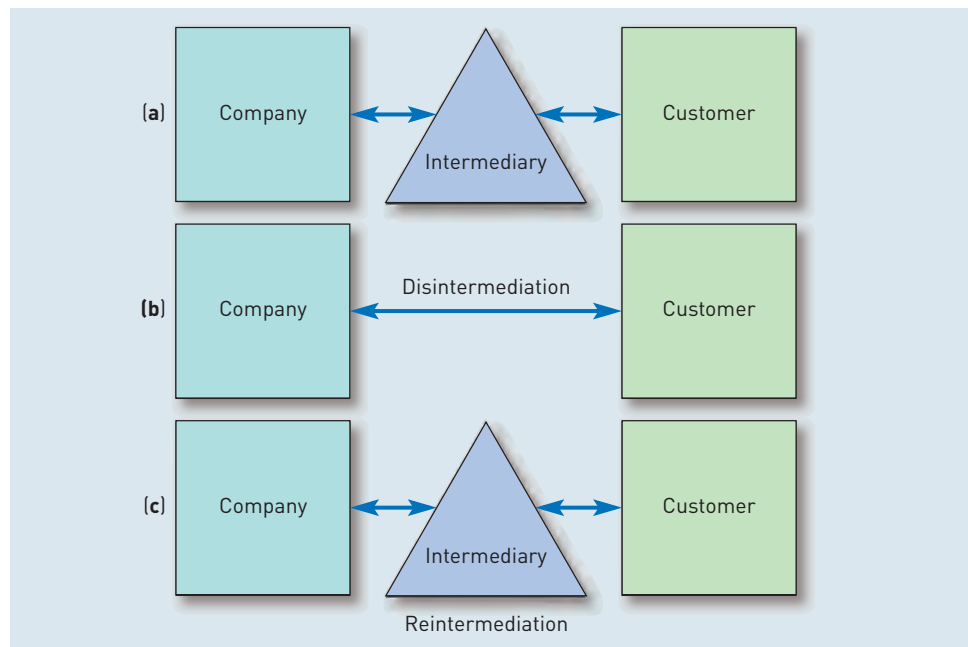 (a)
Company
Intermediary
Customer
(b)
Company
Disintermediation
Customer
(c)
Company
Intermediary
Customer
Reintermediation